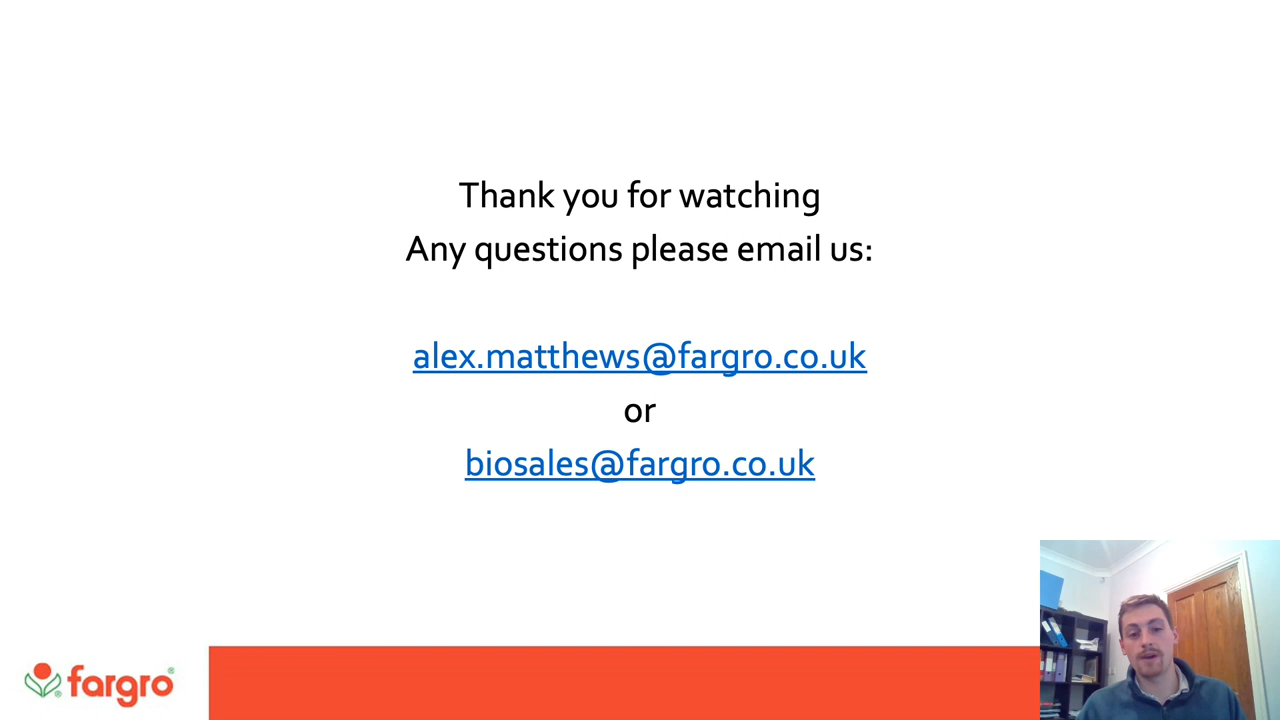 Thank you for watching
Any questions please email us:
alex.matthews@fargro.co.uk
or
biosales@fargro.co.uk
fargro®